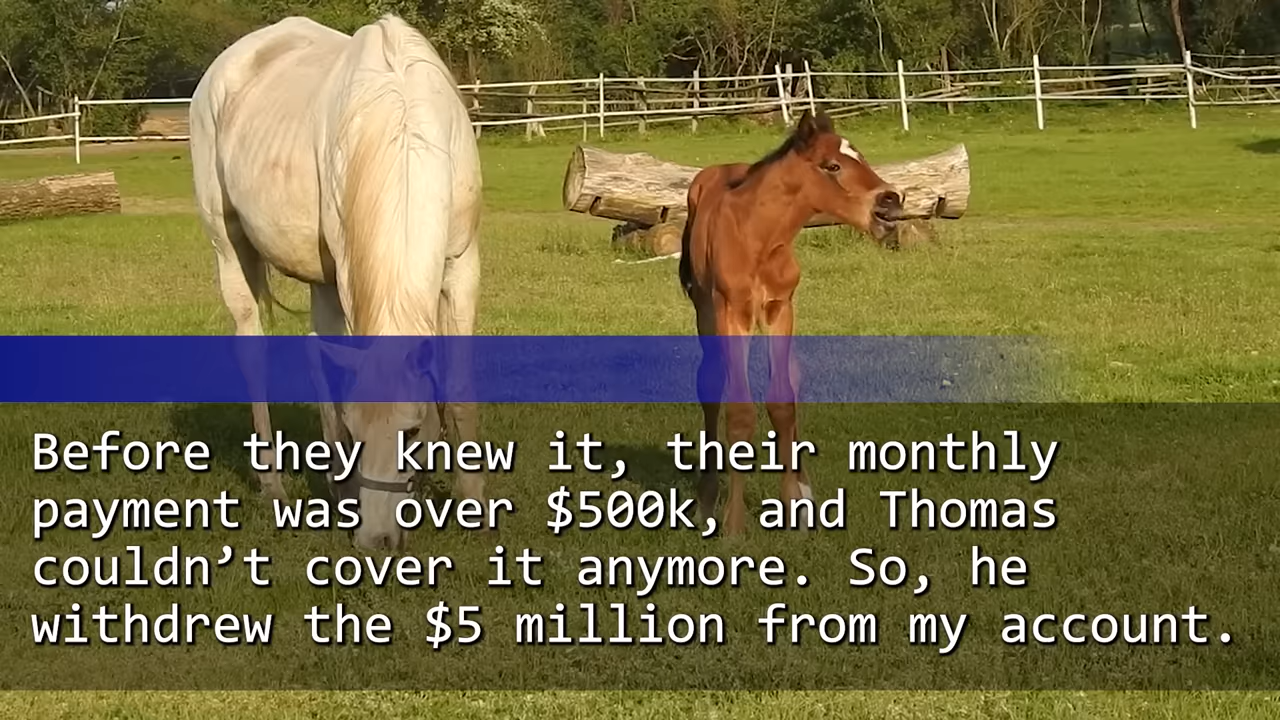 Before they knew it, their monthly
payment was over $500k, and Thomas
couldn’t cover it anymore. So, he
withdrew the $5 million from my account.